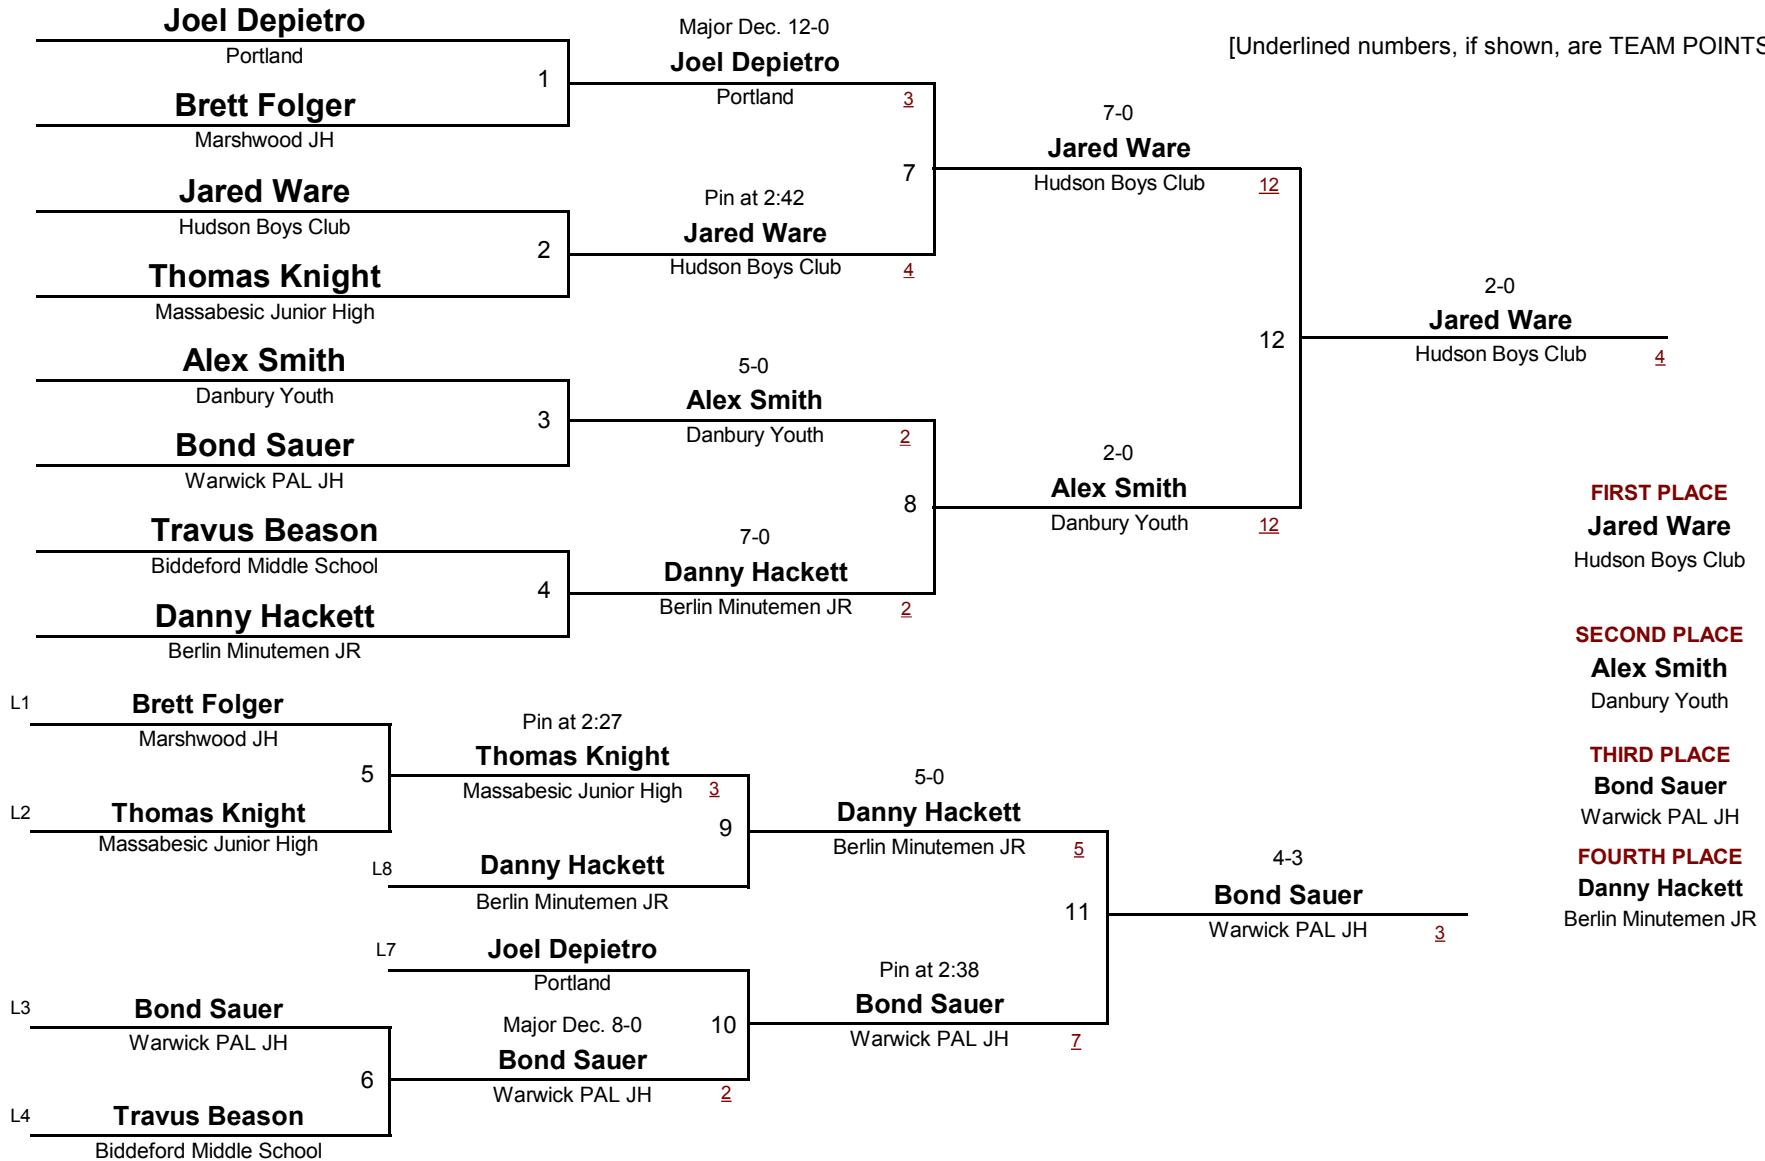 Joel Depietro
Portland
1
Brett Folger
Marshwood JH
Jared Ware
Hudson Boys Club
2
Thomas Knight
Massabesic Junior High
Alex Smith
Danbury Youth
3
Bond Sauer
Warwick PAL JH
Travus Beason
Biddeford Middle School
4
Danny Hackett
Berlin Minutemen JR
Major Dec. 12-0
Joel Depietro
Portland 3
7
Pin at 2:42
Jared Ware
Hudson Boys Club 4
5-0
Alex Smith
Danbury Youth 2
8
7-0
Danny Hackett
Berlin Minutemen JR 2
[Underlined numbers, if shown, are TEAM POINTS
7-0
Jared Ware
Hudson Boys Club 12
12
2-0
Alex Smith
Danbury Youth 12
2-0
Jared Ware
Hudson Boys Club 4
FIRST PLACE
Jared Ware
Hudson Boys Club
SECOND PLACE
Alex Smith
Danbury Youth
THIRD PLACE
Bond Sauer
Warwick PAL JH
FOURTH PLACE
Danny Hackett
Berlin Minutemen JR
L1 Brett Folger
Marshwood JH
5
L2 Thomas Knight
Massabesic Junior High
Pin at 2:27
Thomas Knight
Massabesic Junior High 3
9
L8 Danny Hackett
Berlin Minutemen JR
L7 Joel Depietro
Portland
L3 Bond Sauer
Warwick PAL JH
6
L4 Travus Beason
Biddeford Middle School
Major Dec. 8-0
10
Bond Sauer
Warwick PAL JH 2
5-0
Danny Hackett
Berlin Minutemen JR 5
11
Pin at 2:38
Bond Sauer
Warwick PAL JH 7
4-3
Bond Sauer
Warwick PAL JH 3